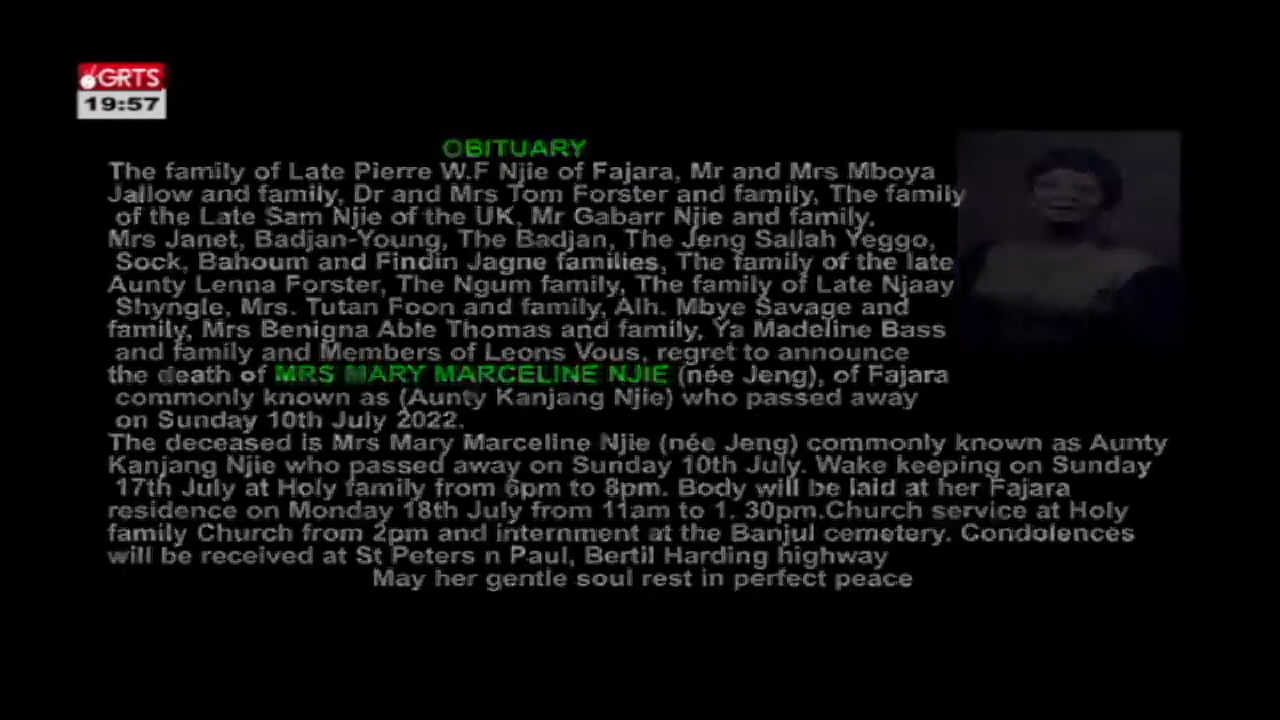 GRTS
19:57
OBITUARY
The family of Late Pierre W.F Njie of Fajara, Mr and Mrs Mboya
Jallow and family, Dr and Mrs Tom Forster and family, The family
of the Late Sam Njie of the UK, Mr Gabarr Njie and family,
Mrs Janet, Badjan-Young, The Badjan, The Jeng Sallah Yeggo,
Sock, Bahoum and Findin Jagne families, The family of the late
Aunty Lenna Forster, The Ngum family, The family of Late Njaay
Shyngle, Mrs. Tutan Foon and family, Alh. Mbye Savage and
family, Mrs Benigna Able Thomas and family, Ya Madeline Bass
and family and Members of Leons Vous, regret to announce
the death of MRS MARY MARCELINE NJIE (née Jeng), of Fajara
commonly known as (Aunty Kanjang Njie) who passed away
on Sunday 10th July 2022.
The deceased is Mrs Mary Marceline Njie (née Jeng) commonly known as Aunty
Kanjang Njie who passed away on Sunday 10th July. Wake keeping on Sunday
17th July at Holy family from 6pm to 8pm. Body will be laid at her Fajara
residence on Monday 18th July from 11am to 1. 30pm.Church service at Holy
family Church from 2pm and internment at the Banjul cemetery. Condolences
will be received at St Peters n Paul, Bertil Harding highway
May her gentle soul rest in perfect peace